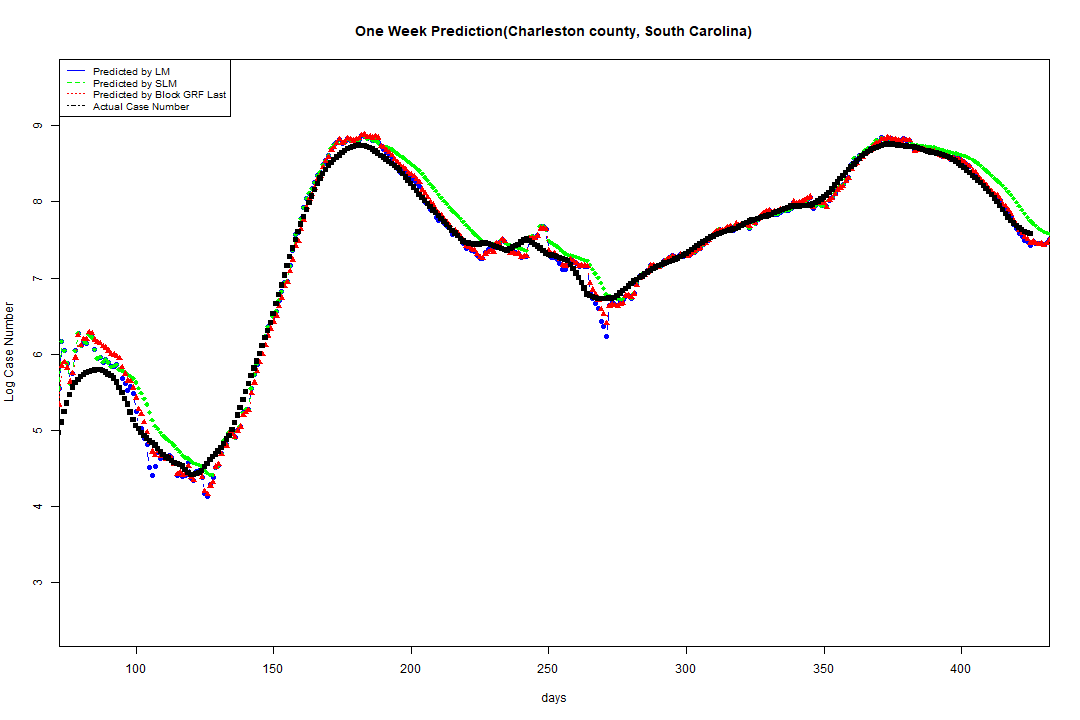 One Week Prediction(Charleston county, South Carolina)
Predicted by LM
Predicted by SLM
Predicted by Block GRF Last
Actual Case Number
9
8
7
6
5
4
3
Log Case Number
100 150 200 250 300 350 400
days